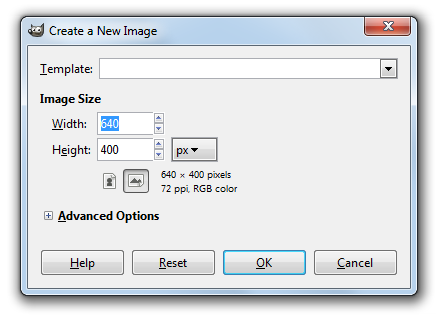 Create a New Image
Template:
Image Size
Width: 640
Height: 400 px
640 × 400 pixels
72 ppi, RGB color
Advanced Options
Help Reset OK Cancel